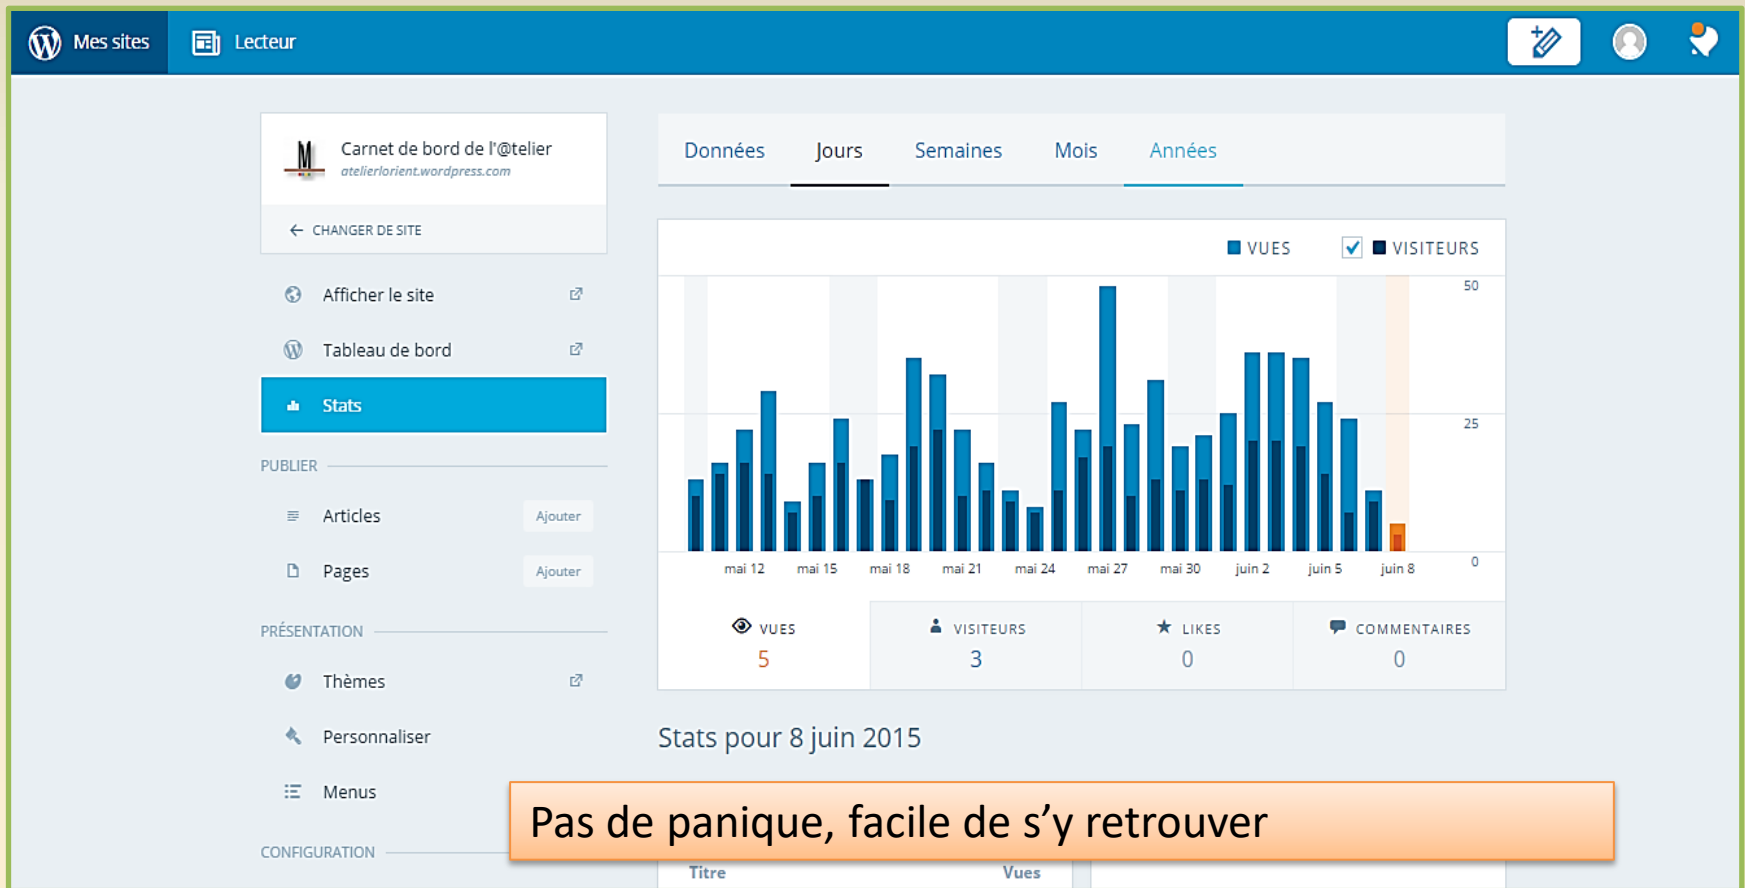 Mes sites
Lecteur
Carnet de bord de l'@telier
atelierlorient.wordpress.com
← CHANGER DE SITE
Afficher le site
Tableau de bord
Stats
PUBLIER
Articles Ajouter
Pages Ajouter
PRÉSENTATION
Thèmes
Personnaliser
Menus
CONFIGURATION
Données Jours Semaines Mois Années
VUES VISITEURS
50
25
0
mai 12 mai 15 mai 18 mai 21 mai 24 mai 27 mai 30 juin 2 juin 5 juin 8
VUES VISITEURS LIKES COMMENTAIRES
5 3 0 0
Stats pour 8 juin 2015
Pas de panique, facile de s’y retrouver
Titre Vues